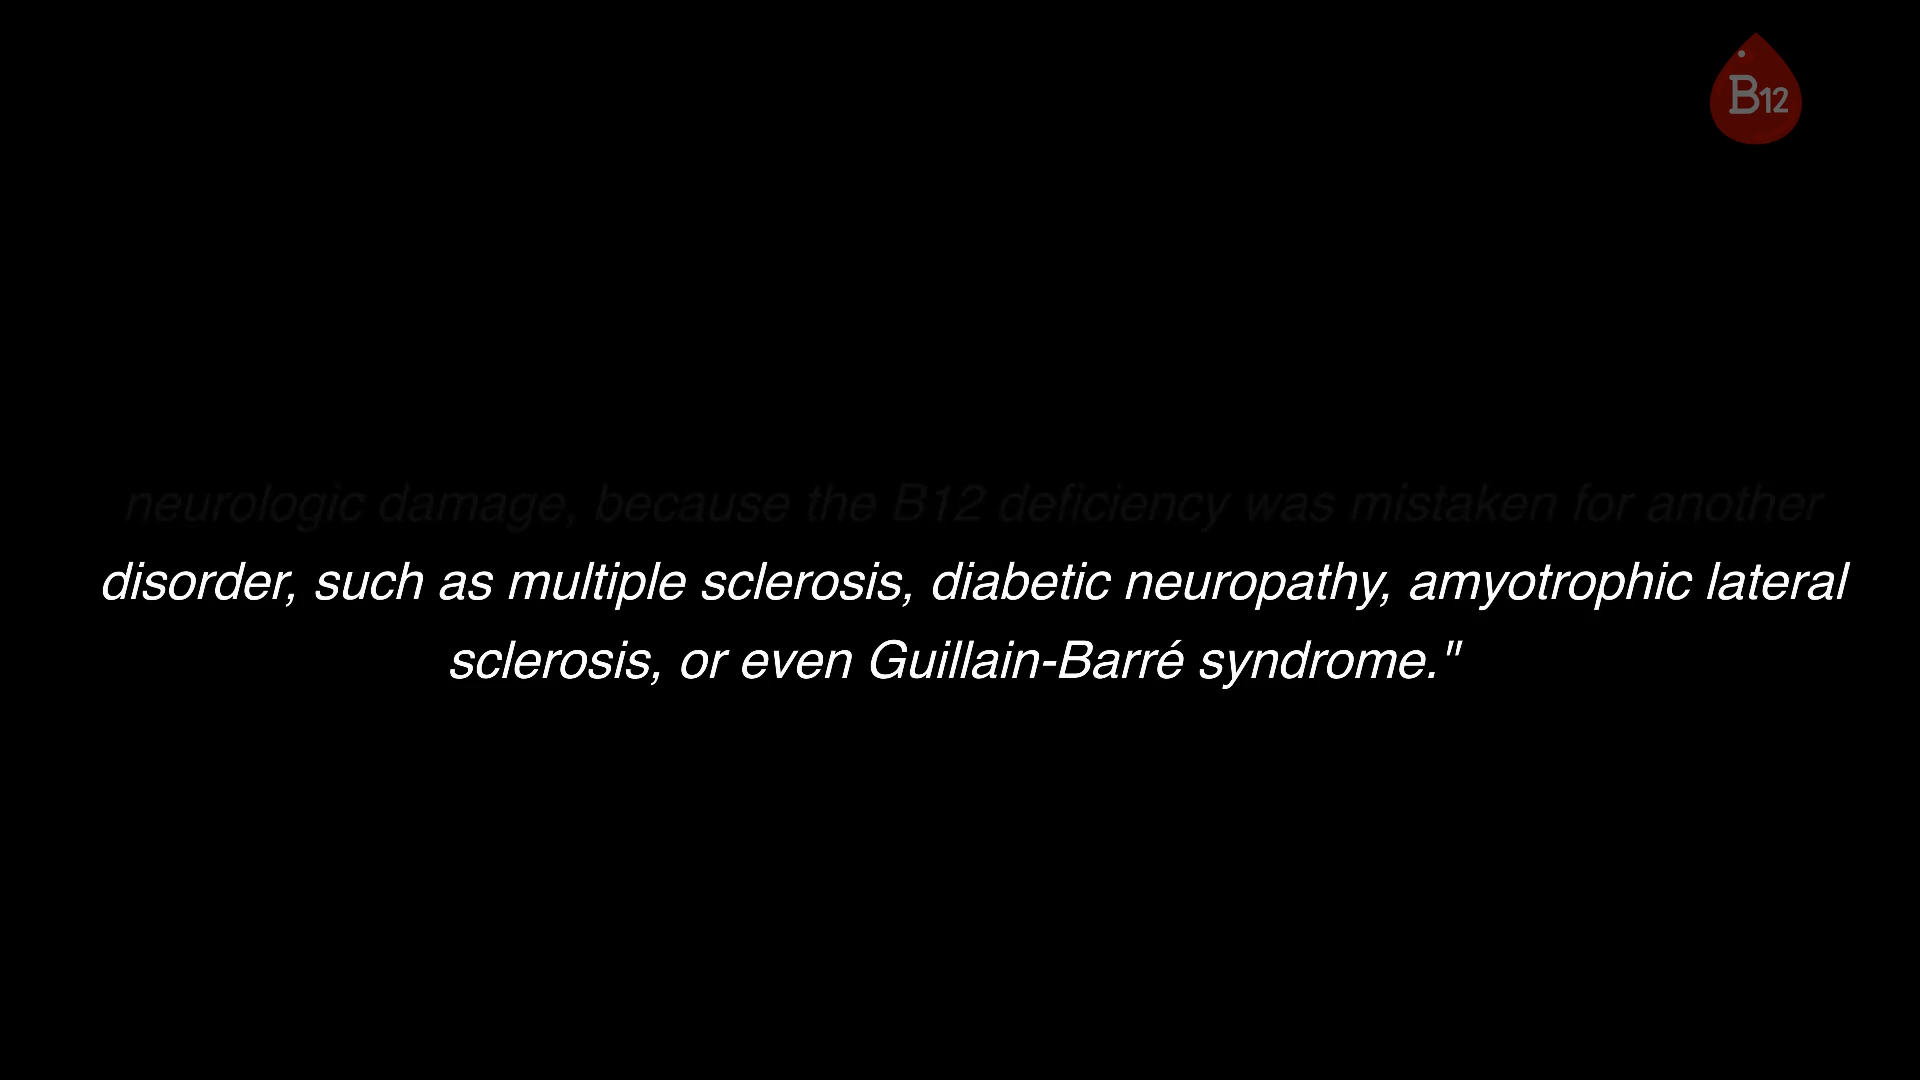 B12
neurologic damage, because the B12 deficiency was mistaken for another
disorder, such as multiple sclerosis, diabetic neuropathy, amyotrophic lateral
sclerosis, or even Guillain-Barré syndrome."